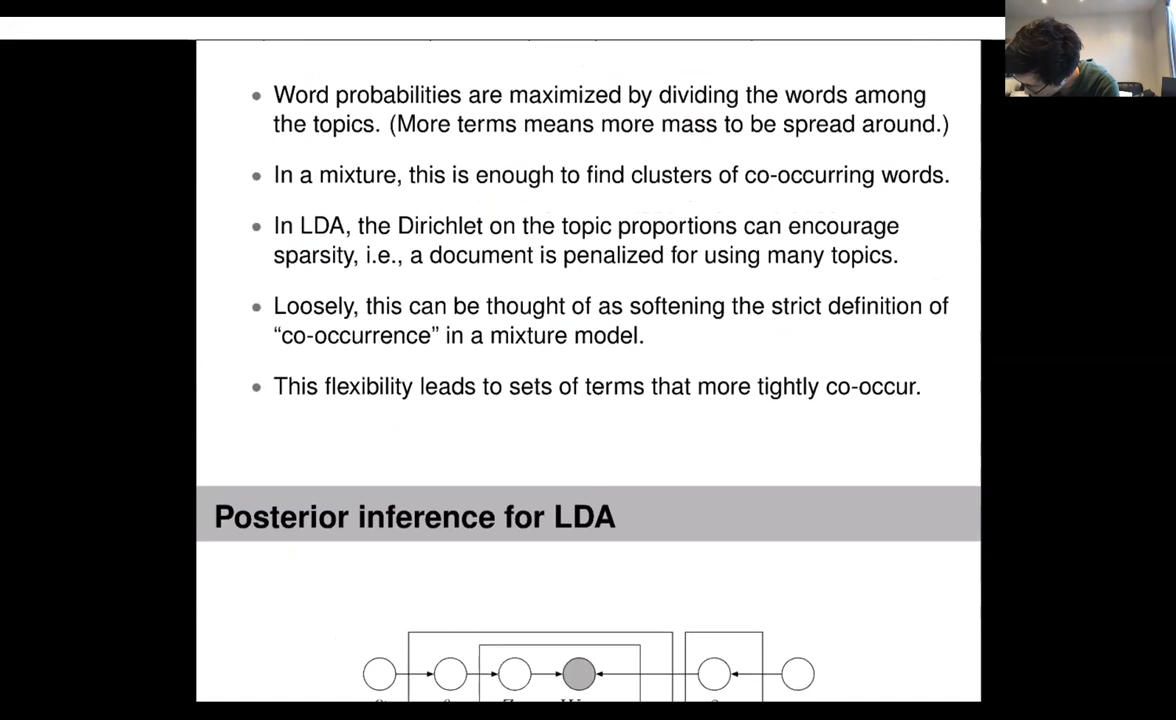 • Word probabilities are maximized by dividing the words among
the topics. (More terms means more mass to be spread around.)
• In a mixture, this is enough to find clusters of co-occurring words.
• In LDA, the Dirichlet on the topic proportions can encourage
sparsity, i.e., a document is penalized for using many topics.
• Loosely, this can be thought of as softening the strict definition of
“co-occurrence” in a mixture model.
• This flexibility leads to sets of terms that more tightly co-occur.
Posterior inference for LDA